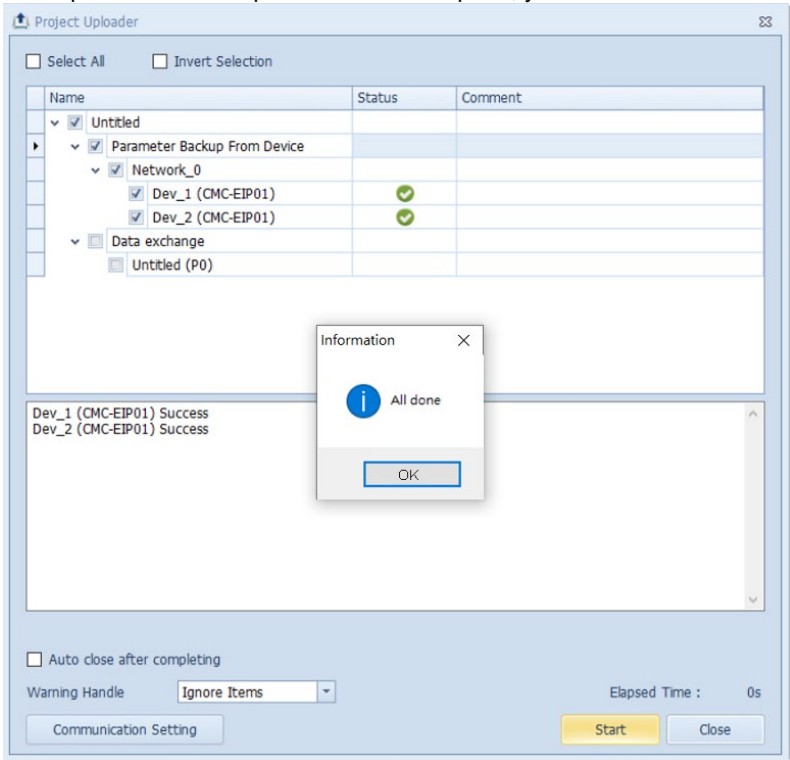 Project Uploader
Select All Invert Selection
Name Status Comment
Untitled
Parameter Backup From Device
Network_0
Dev_1 (CMC-EIP01)
Dev_2 (CMC-EIP01)
Data exchange
Untitled (P0)
Information
All done
OK
Dev_1 (CMC-EIP01) Success
Dev_2 (CMC-EIP01) Success
Auto close after completing
Warning Handle Ignore Items Elapsed Time : 0s
Communication Setting Start Close